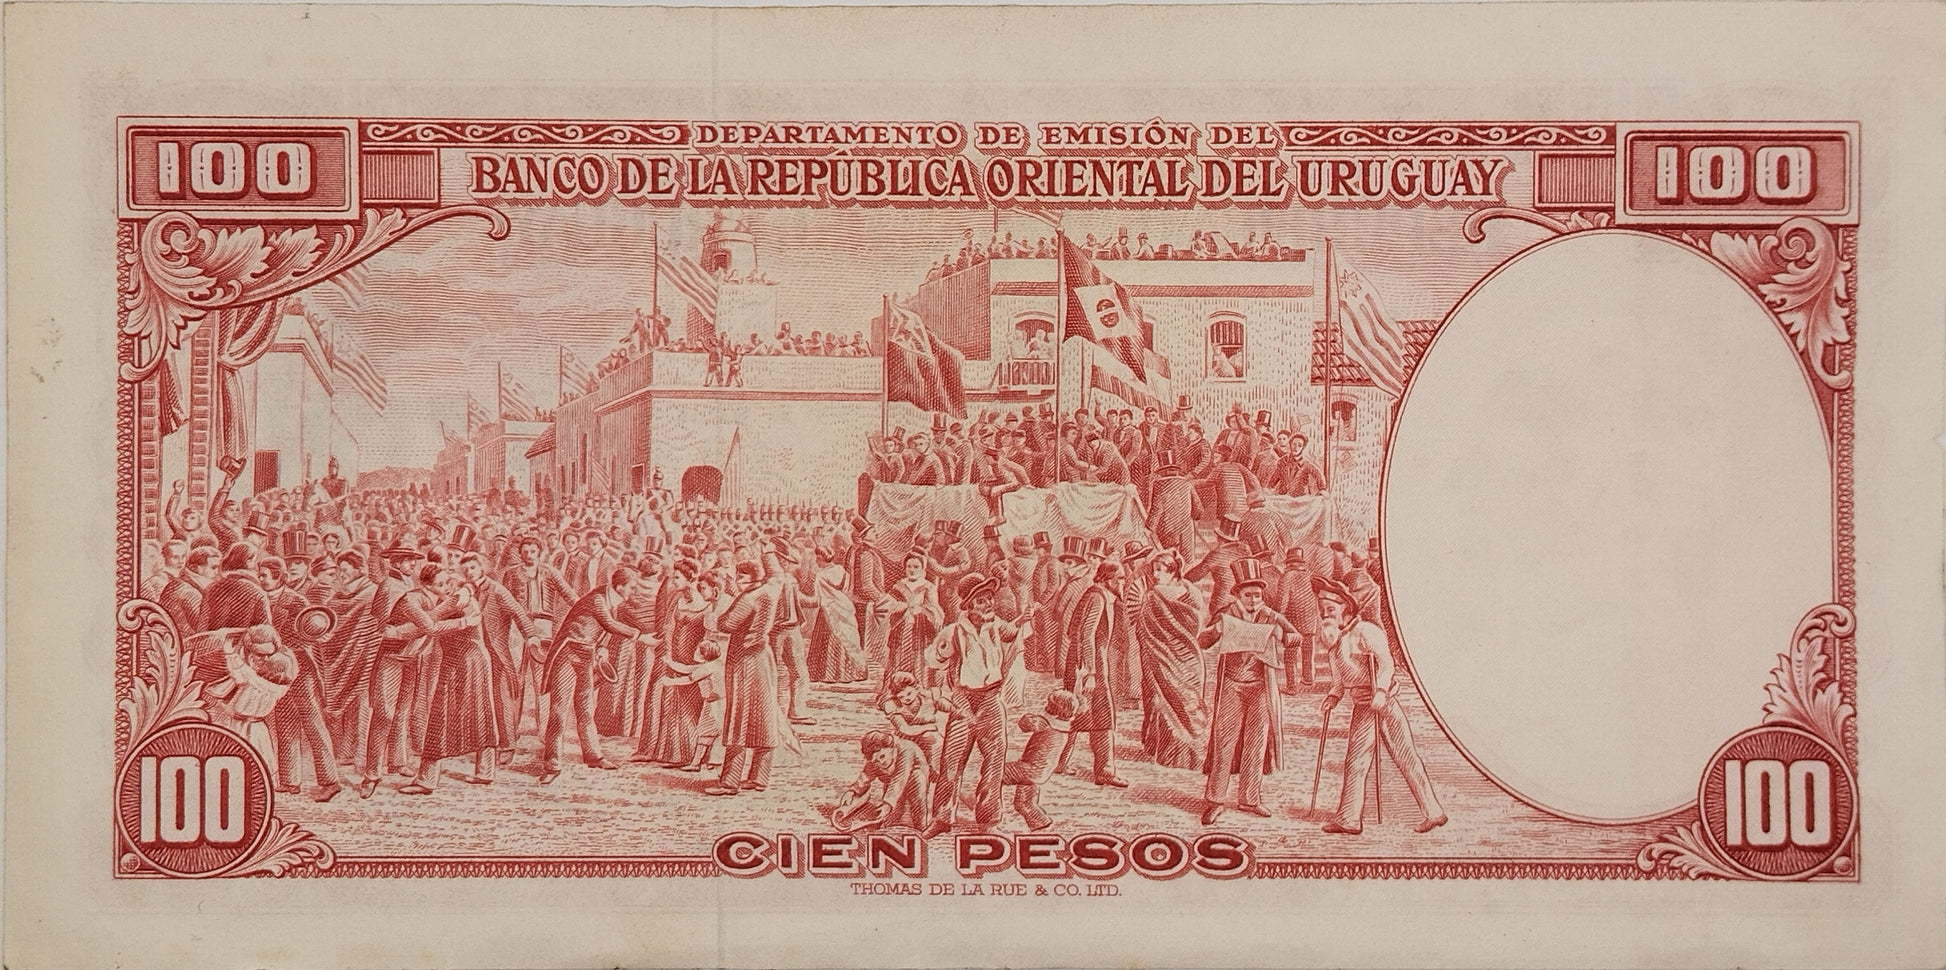 100 DEPARTAMENTO DE EMISIÓN DEL 100
BANCO DE LA REPÚBLICA ORIENTAL DEL URUGUAY
100 CIEN PESOS 100
THOMAS DE LA RUE & CO. LTD.